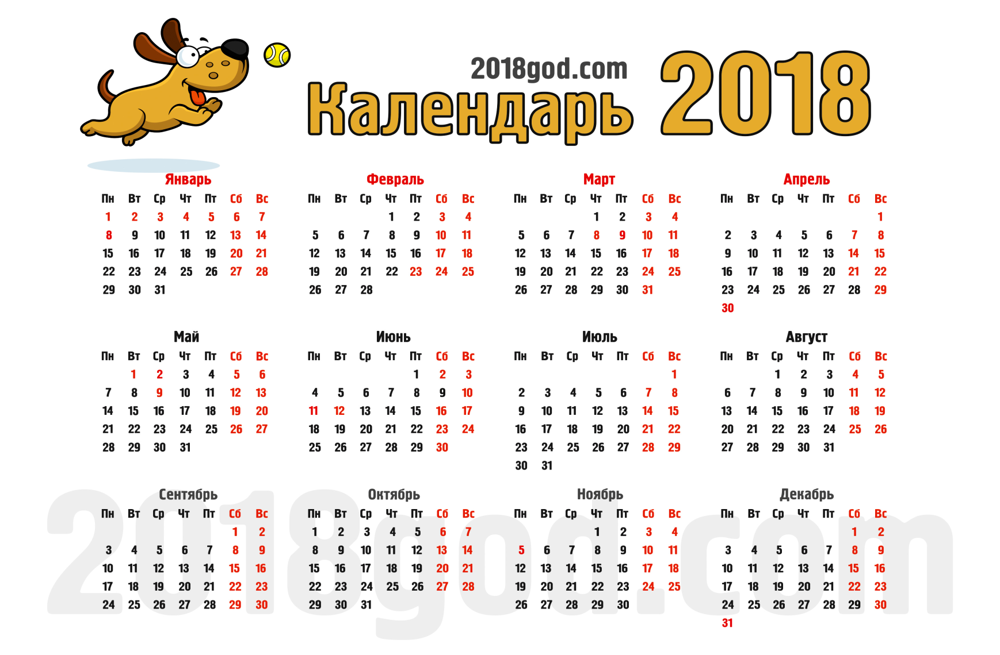 2018god.com
Календарь 2018
Январь Февраль Март Апрель
Пн Вт Ср Чт Пт Сб Вс Пн Вт Ср Чт Пт Сб Вс Пн Вт Ср Чт Пт Сб Вс Пн Вт Ср Чт Пт Сб Вс
1 2 3 4 5 6 7 1 2 3 4 1 2 3 4 1
8 9 10 11 12 13 14 5 6 7 8 9 10 11 5 6 7 8 9 10 11 2 3 4 5 6 7 8
15 16 17 18 19 20 21 12 13 14 15 16 17 18 12 13 14 15 16 17 18 9 10 11 12 13 14 15
22 23 24 25 26 27 28 19 20 21 22 23 24 25 19 20 21 22 23 24 25 16 17 18 19 20 21 22
29 30 31 26 27 28 26 27 28 29 30 31 23 24 25 26 27 28 29
30
Май Июнь Июль Август
Пн Вт Ср Чт Пт Сб Вс Пн Вт Ср Чт Пт Сб Вс Пн Вт Ср Чт Пт Сб Вс Пн Вт Ср Чт Пт Сб Вс
1 2 3 4 5 6 1 2 3 1 1 2 3 4 5
7 8 9 10 11 12 13 4 5 6 7 8 9 10 2 3 4 5 6 7 8 6 7 8 9 10 11 12
14 15 16 17 18 19 20 11 12 13 14 15 16 17 9 10 11 12 13 14 15 13 14 15 16 17 18 19
21 22 23 24 25 26 27 18 19 20 21 22 23 24 16 17 18 19 20 21 22 20 21 22 23 24 25 26
28 29 30 31 25 26 27 28 29 30 23 24 25 26 27 28 29 27 28 29 30 31
30 31
Сентябрь Октябрь Ноябрь Декабрь
Пн Вт Ср Чт Пт Сб Вс Пн Вт Ср Чт Пт Сб Вс Пн Вт Ср Чт Пт Сб Вс Пн Вт Ср Чт Пт Сб Вс
1 2 1 2 3 4 5 6 7 1 2 3 4 1 2
3 4 5 6 7 8 9 8 9 10 11 12 13 14 5 6 7 8 9 10 11 3 4 5 6 7 8 9
10 11 12 13 14 15 16 15 16 17 18 19 20 21 12 13 14 15 16 17 18 10 11 12 13 14 15 16
17 18 19 20 21 22 23 22 23 24 25 26 27 28 19 20 21 22 23 24 25 17 18 19 20 21 22 23
24 25 26 27 28 29 30 29 30 31 26 27 28 29 30 24 25 26 27 28 29 30
31
2018god.com